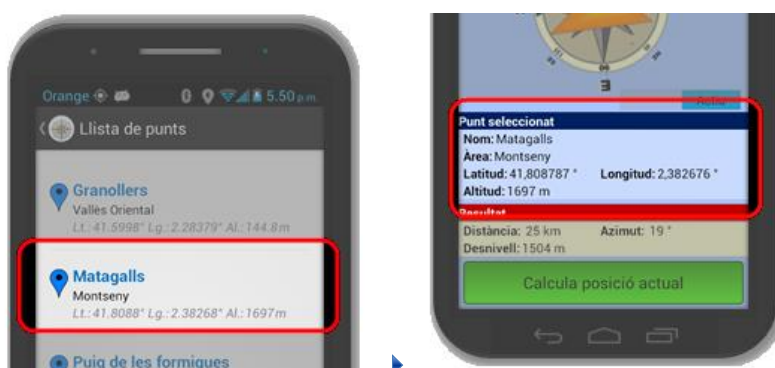 Orange 5.50 p.m.
Llista de punts
Granollers
Vallès Oriental
Lt.: 41.5998° Lg.: 2.28379° Al.: 144.8m
Matagalls
Montseny
Lt.: 41.8088° Lg.: 2.38268° Al.: 1697m
Puig de les formigues
E
Actiu
Punt seleccionat
Nom: Matagalls
Àrea: Montseny
Latitud: 41,808787 ° Longitud: 2,382676 °
Altitud: 1697 m
Resultat
Distància: 25 km Azimut: 19 °
Desnivell: 1504 m
Calcula posició actual